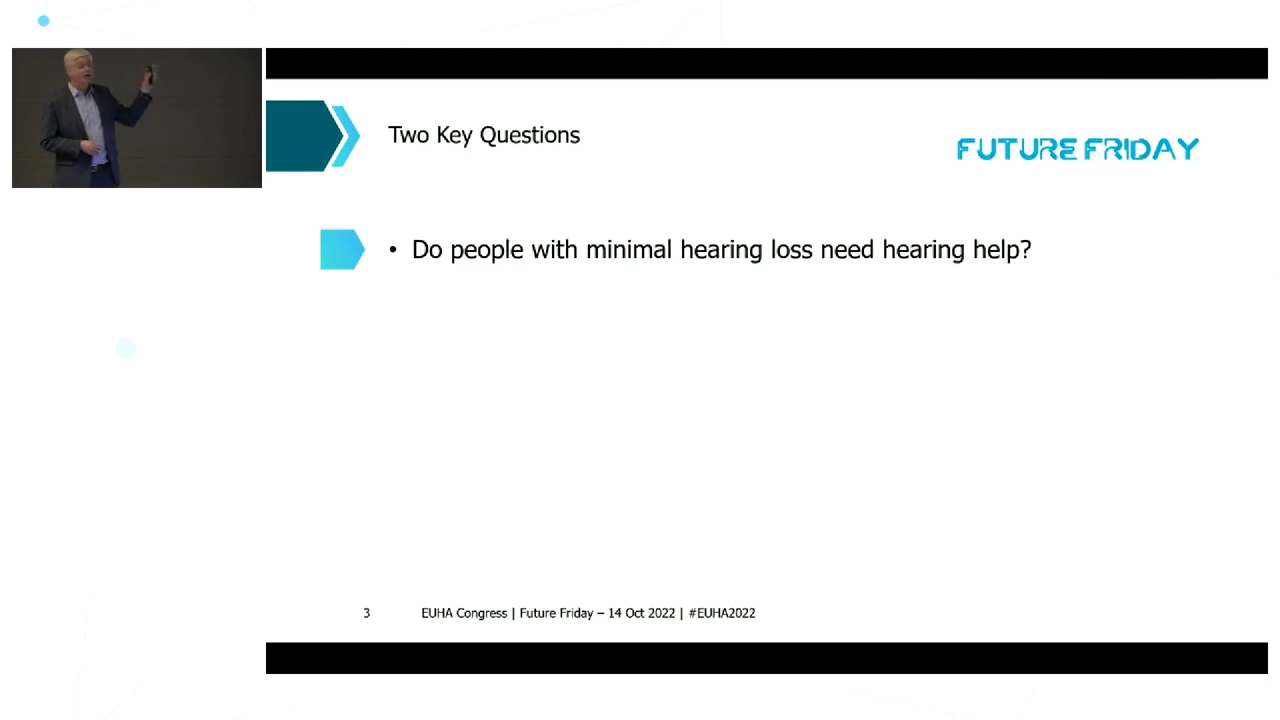 Two Key Questions
FUTURE FRIDAY
• Do people with minimal hearing loss need hearing help?
3 EUHA Congress | Future Friday – 14 Oct 2022 | #EUHA2022